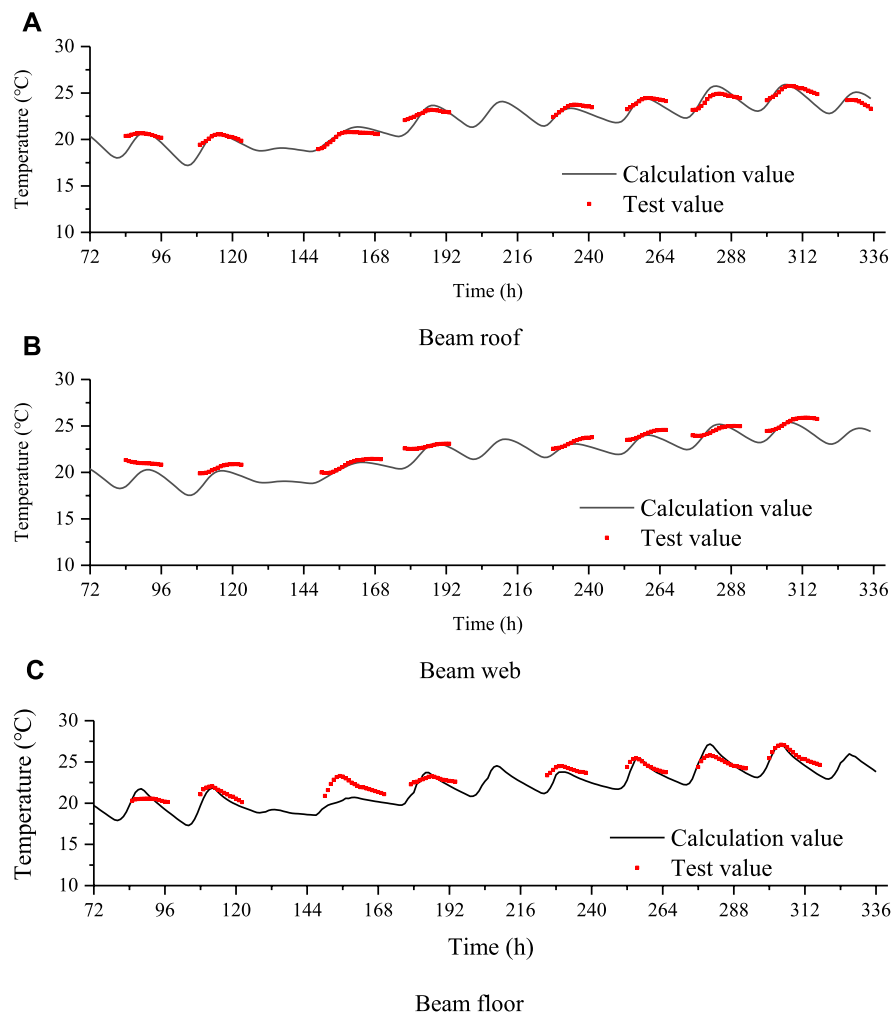 A
Temperature (°C)
30
25
20
15
10
Calculation value
Test value
72 96 120 144 168 192 216 240 264 288 312 336
Time (h)
Beam roof
B
Temperature (°C)
30
25
20
15
10
Calculation value
Test value
72 96 120 144 168 192 216 240 264 288 312 336
Time (h)
Beam web
C
Temperature (°C)
30
25
20
15
10
Calculation value
Test value
72 96 120 144 168 192 216 240 264 288 312 336
Time (h)
Beam floor